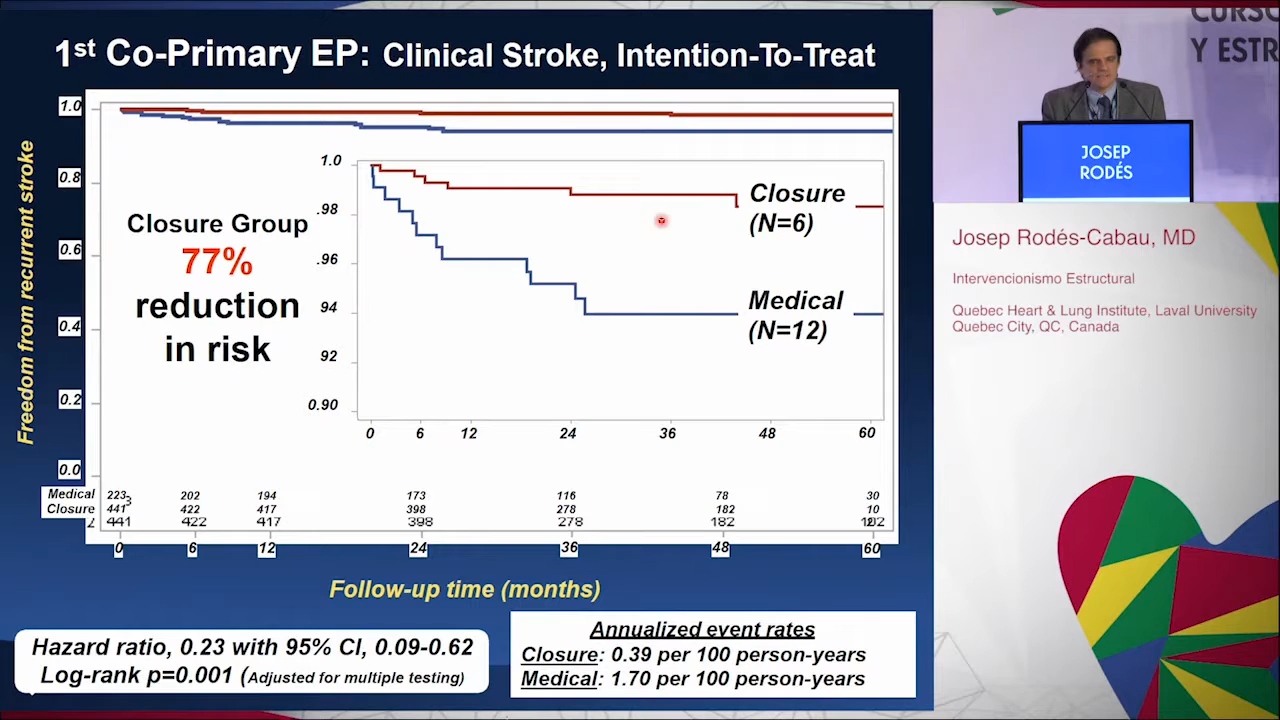 1st Co-Primary EP: Clinical Stroke, Intention-To-Treat
Freedom from recurrent stroke
1.0
0.8
0.6
0.4
0.2
0.0
Closure Group
77%
reduction
in risk
1.0
.98
.96
94
92
0.90
Closure
(N=6)
Medical
(N=12)
0 6 12 24 36 48 60
Medical 223 202 194 173 116 78 30
Closure 441 422 417 398 278 182 10
441 422 417 398 278 182
0 6 12 24 36 48 60
Follow-up time (months)
Hazard ratio, 0.23 with 95% CI, 0.09-0.62
Log-rank p=0.001 (Adjusted for multiple testing)
Annualized event rates
Closure: 0.39 per 100 person-years
Medical: 1.70 per 100 person-years
CURSO
Y ESTR
JOSEP
RODÉS
Josep Rodés-Cabau, MD
Intervencionismo Estructural
Quebec Heart & Lung Institute, Laval University
Quebec City, QC, Canada